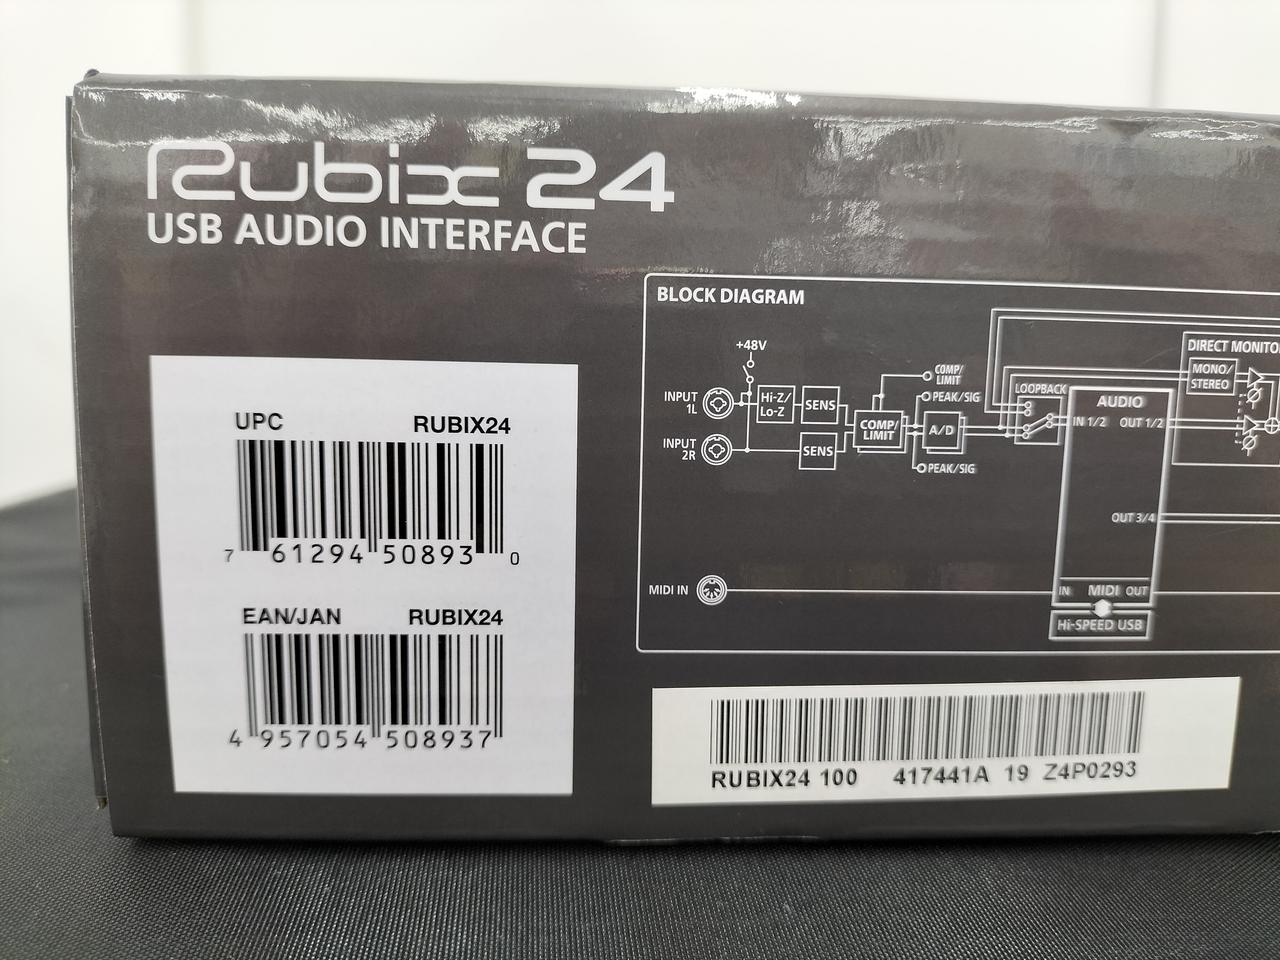 Rubix 24
USB AUDIO INTERFACE
BLOCK DIAGRAM
+48V
INPUT
1L
INPUT
2R
Hi-Z/
Lo-Z
SENS
SENS
COMP/
LIMIT
COMP/
LIMIT
PEAK/SIG
A/D
PEAK/SIG
LOOPBACK
AUDIO
IN 1/2 OUT 1/2
OUT 3/4
DIRECT MONITO
MONO/
STEREO
MIDI IN
IN MIDI OUT
Hi-SPEED USB
UPC RUBIX24
7 61294 50893 0
EAN/JAN RUBIX24
4 957054 508937
RUBIX24 100 417441A 19 Z4P0293